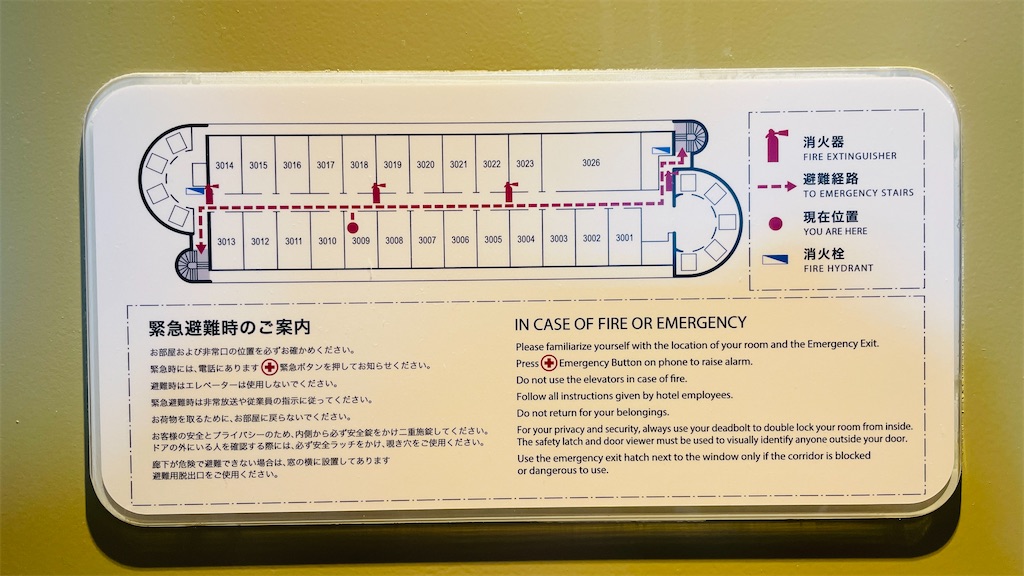 3014 3015 3016 3017 3018 3019 3020 3021 3022 3023 3026
3013 3012 3011 3010 3009 3008 3007 3006 3005 3004 3003 3002 3001
消火器
FIRE EXTINGUISHER
避難経路
TO EMERGENCY STAIRS
現在位置
YOU ARE HERE
消火栓
FIRE HYDRANT
緊急避難時のご案内
お部屋および非常口の位置を必ずお確かめください。
緊急時には、電話にあります緊急ボタンを押してお知らせください。
避難時はエレベーターは使用しないでください。
緊急避難時は非常放送や従業員の指示に従ってください。
お荷物を取るために、お部屋に戻らないでください。
お客様の安全とプライバシーのため、内側から必ず安全錠をかけ二重施錠してください。
ドアの外にいる人を確認する際には、必ず安全ラッチをかけ、覗き穴をご使用ください。
廊下が危険で避難できない場合は、窓の横に設置してあります
避難用脱出口をご使用ください。
IN CASE OF FIRE OR EMERGENCY
Please familiarize yourself with the location of your room and the Emergency Exit.
Press Emergency Button on phone to raise alarm.
Do not use the elevators in case of fire.
Follow all instructions given by hotel employees.
Do not return for your belongings.
For your privacy and security, always use your deadbolt to double lock your room from inside.
The safety latch and door viewer must be used to visually identify anyone outside your door.
Use the emergency exit hatch next to the window only if the corridor is blocked
or dangerous to use.